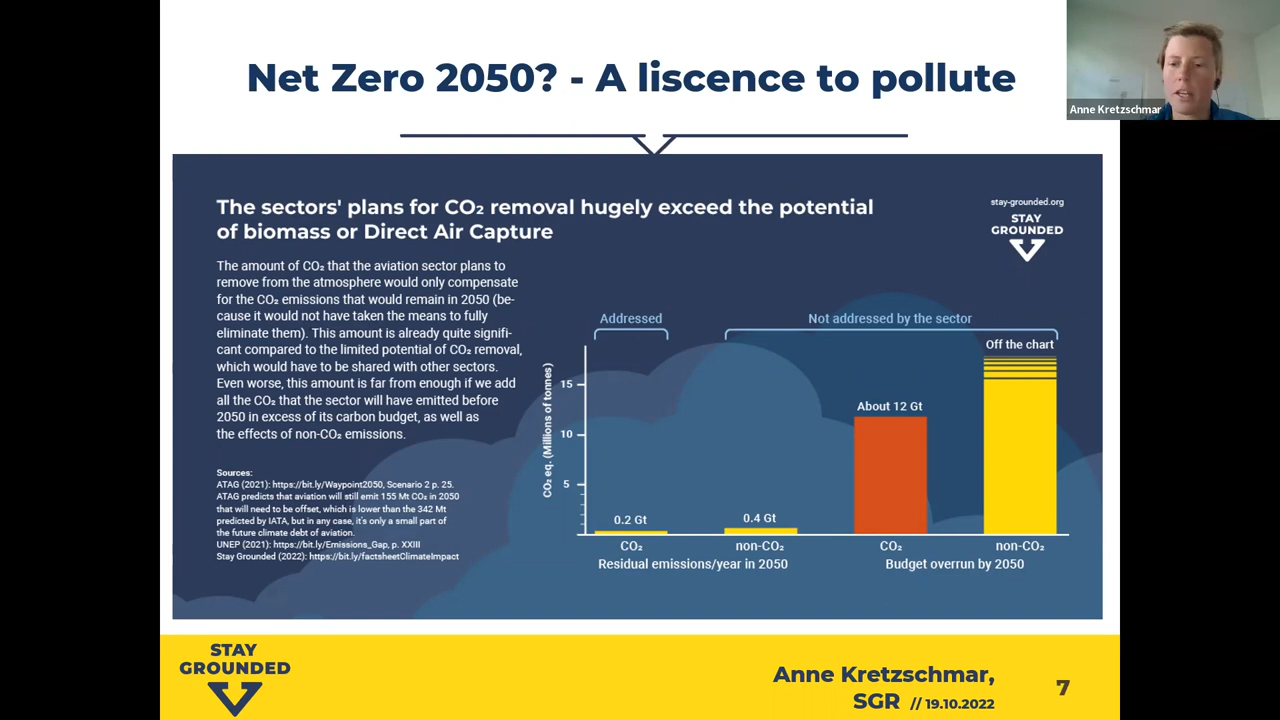 Net Zero 2050? - A liscence to pollute
Anne Kretzschmar
The sectors' plans for CO₂ removal hugely exceed the potential
of biomass or Direct Air Capture
stay-grounded.org
STAY
GROUNDED
The amount of CO₂ that the aviation sector plans to
remove from the atmosphere would only compensate
for the CO₂ emissions that would remain in 2050 (be-
cause it would not have taken the means to fully
eliminate them). This amount is already quite signifi-
cant compared to the limited potential of CO₂ removal,
which would have to be shared with other sectors.
Even worse, this amount is far from enough if we add
all the CO₂ that the sector will have emitted before
2050 in excess of its carbon budget, as well as
the effects of non-CO₂ emissions.
Sources:
ATAG (2021): https://bit.ly/Waypoint2050, Scenario 2 p. 25.
ATAG predicts that aviation will still emit 155 Mt CO₂ in 2050
that will need to be offset, which is lower than the 342 Mt
predicted by IATA, but in any case, it's only a small part of
the future climate debt of aviation.
UNEP (2021): https://bit.ly/Emissions_Gap, p. XXIII
Stay Grounded (2022): https://bit.ly/factsheetClimateImpact
Addressed
Not addressed by the sector
Off the chart
CO₂ eq. (Millions of tonnes)
15
10
5
0.2 Gt
0.4 Gt
About 12 Gt
CO₂
non-CO₂
CO₂
non-CO₂
Residual emissions/year in 2050
Budget overrun by 2050
STAY
GROUNDED
Anne Kretzschmar,
SGR // 19.10.2022
7